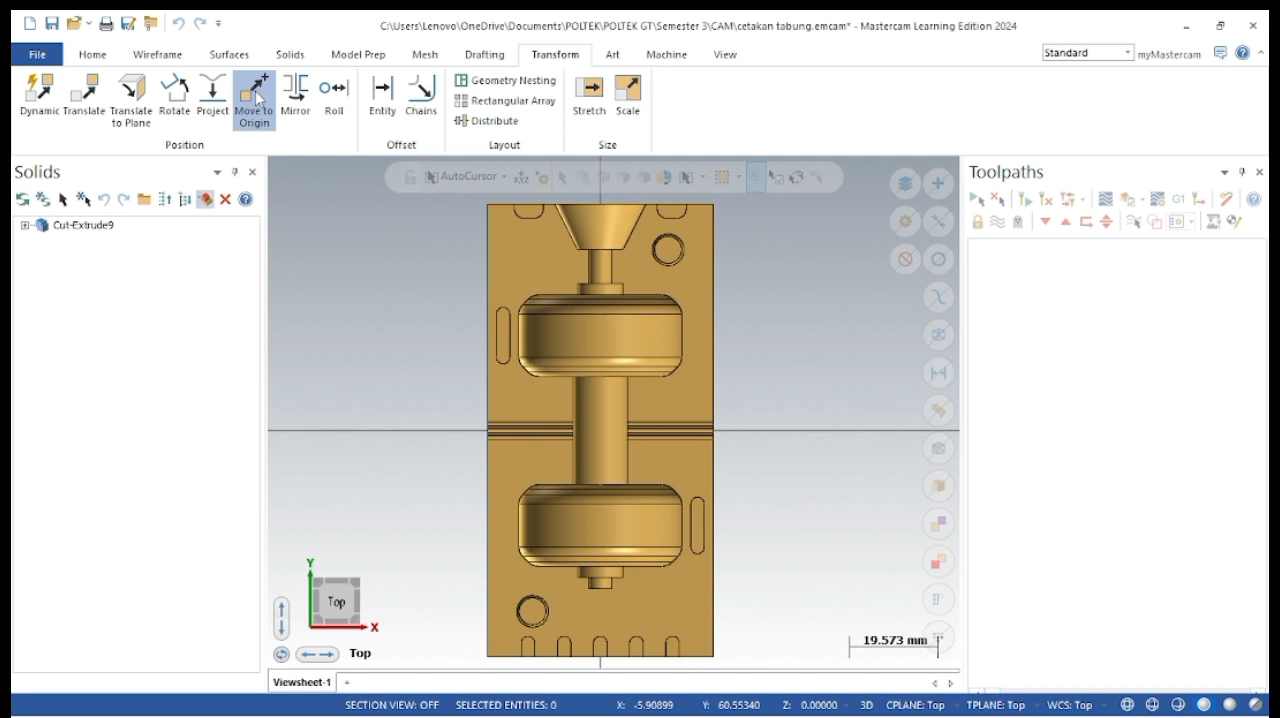 C:\Users\Lenovo\OneDrive\Documents\POLTEK\POLTEK GT\Semester 3\CAM\cetakan tabung.emcam* - Mastercam Learning Edition 2024
File Home Wireframe Surfaces Solids Model Prep Mesh Drafting Transform Art Machine View
Standard myMastercam
Dynamic Translate Translate to Plane Rotate Project Move to Origin Mirror Roll
Entity Chains
Geometry Nesting
Rectangular Array
Distribute
Stretch Scale
Position Offset Layout Size
Solids
Cut-Extrude9
AutoCursor
Toolpaths
G1
Y
Top
X
Top
19.573 mm
Viewsheet-1 +
SECTION VIEW: OFF SELECTED ENTITIES: 0 X: -5.90899 Y: 60.55340 Z: 0.00000 3D CPLANE: Top TPLANE: Top WCS: Top